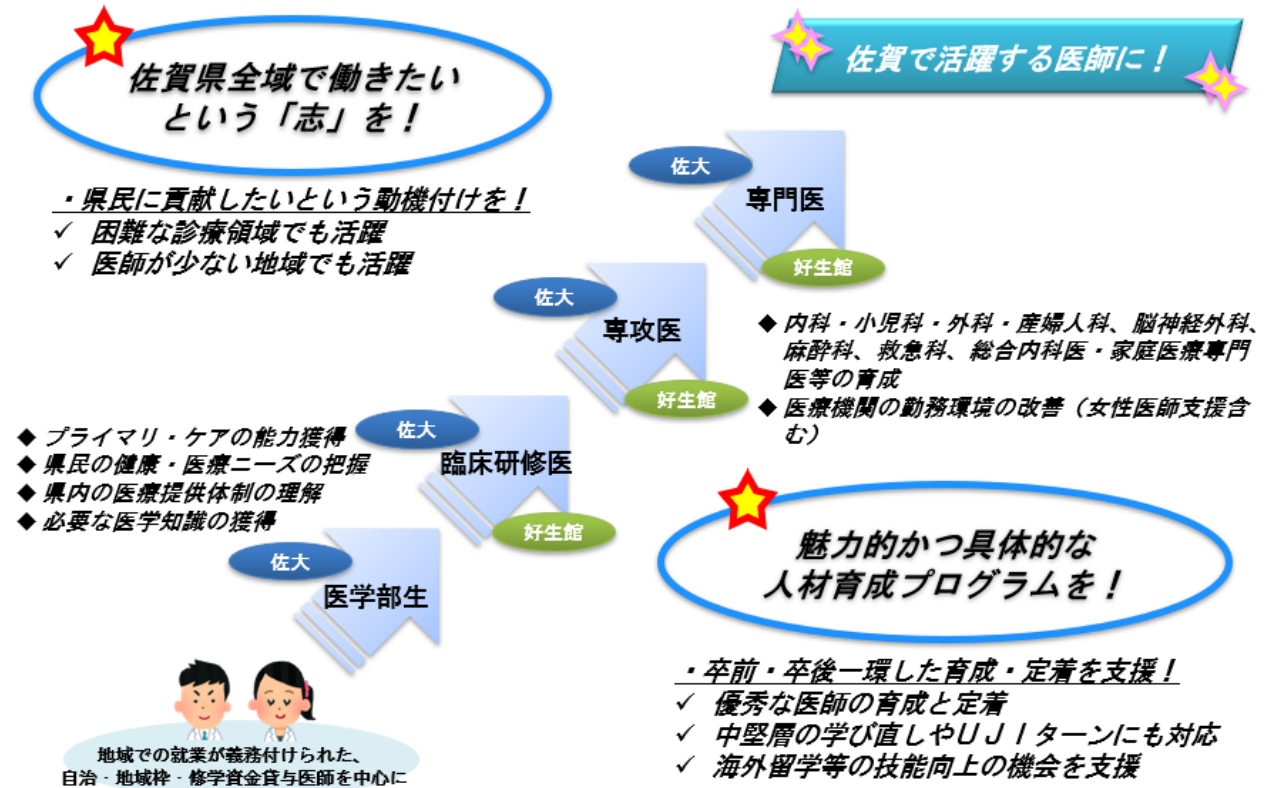 佐賀県全域で働きたい
という「志」を！
佐賀で活躍する医師に！
・県民に貢献したいという動機付けを！
✓ 困難な診療領域でも活躍
✓ 医師が少ない地域でも活躍
佐大
専門医
好生館
佐大
専攻医
好生館
◆ 内科・小児科・外科・産婦人科、脳神経外科、
麻酔科、救急科、総合内科医・家庭医療専門
医等の育成
◆ 医療機関の勤務環境の改善（女性医師支援含
む）
佐大
臨床研修医
好生館
◆ プライマリ・ケアの能力獲得
◆ 県民の健康・医療ニーズの把握
◆ 県内の医療提供体制の理解
◆ 必要な医学知識の獲得
佐大
医学部生
魅力的かつ具体的な
人材育成プログラムを！
・卒前・卒後一環した育成・定着を支援！
✓ 優秀な医師の育成と定着
✓ 中堅層の学び直しやＵＪＩターンにも対応
✓ 海外留学等の技能向上の機会を支援
地域での就業が義務付けられた、
自治・地域枠・修学資金貸与医師を中心に